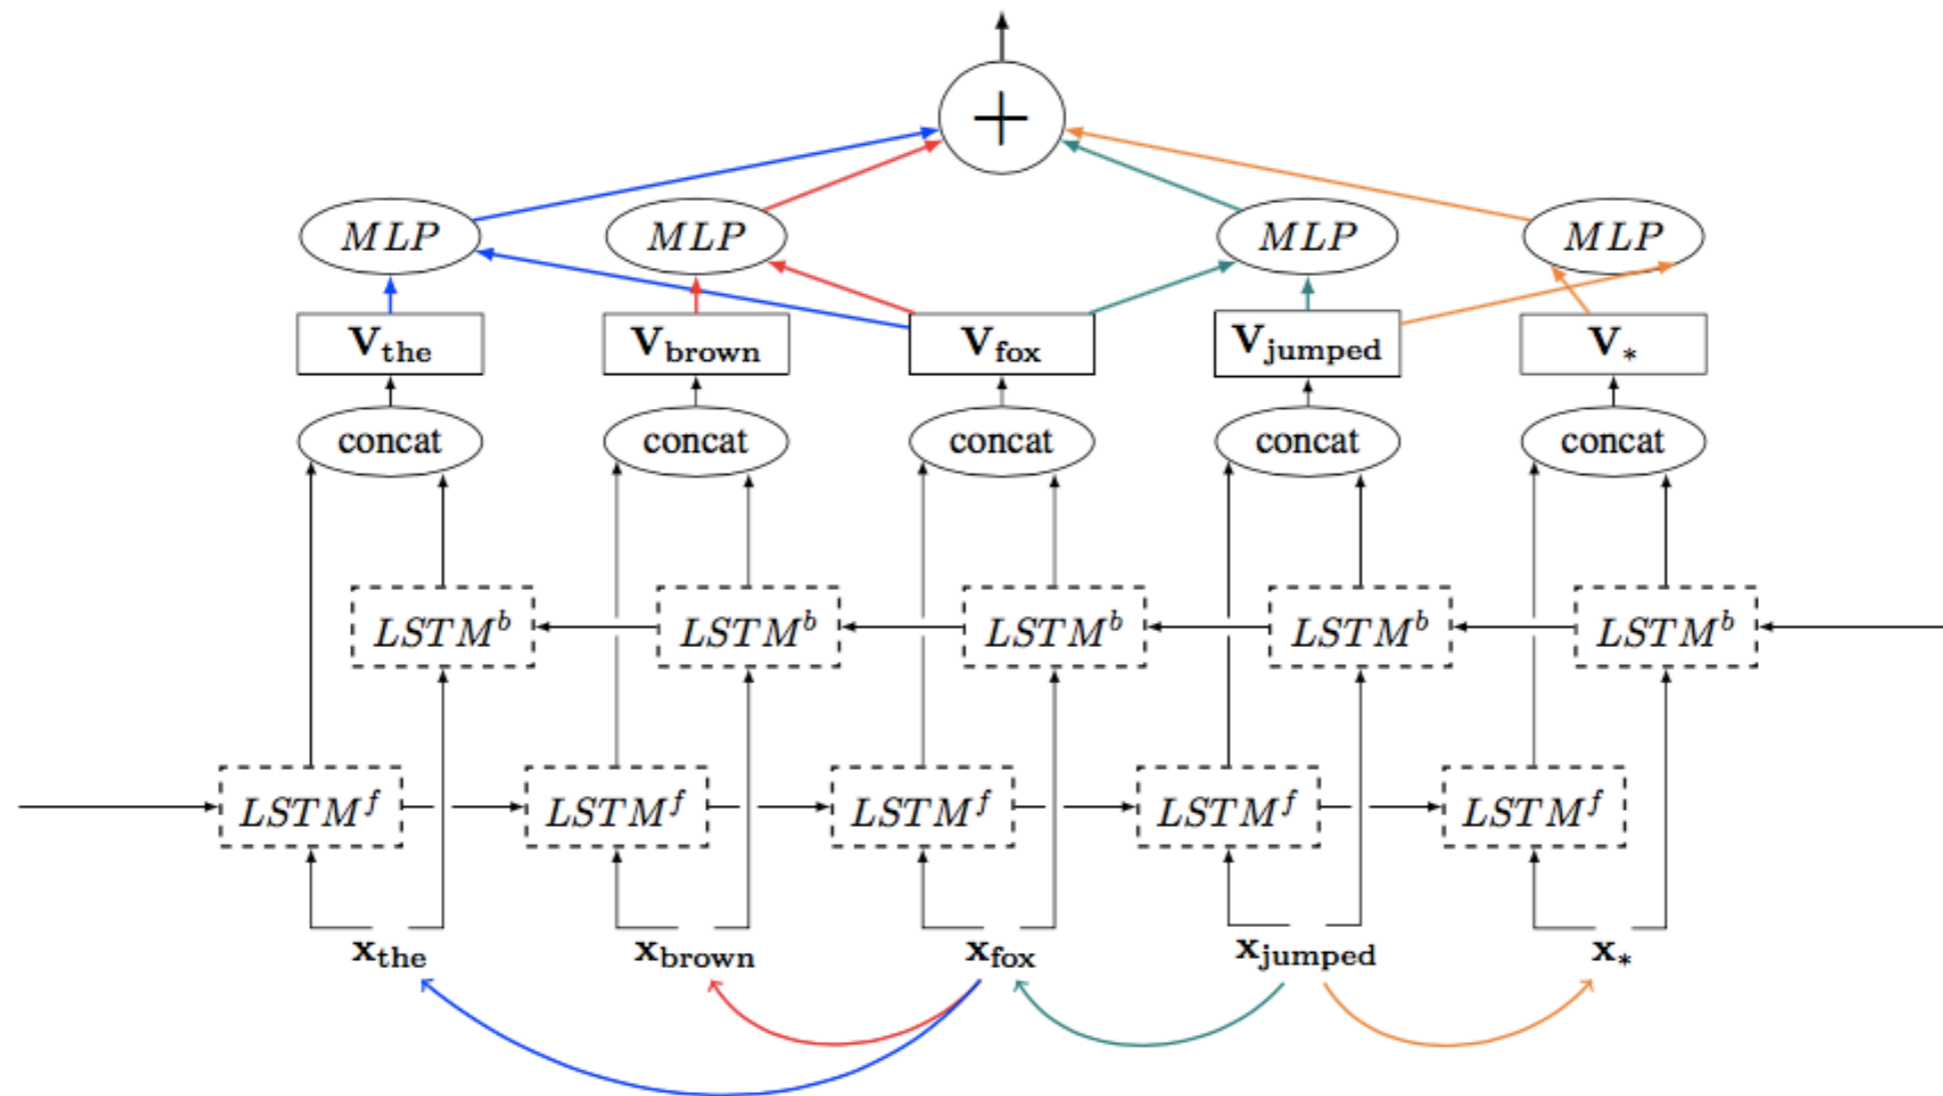 +
MLP MLP MLP MLP
V_the V_brown V_fox V_jumped V_*
concat concat concat concat concat
LSTM^b LSTM^b LSTM^b LSTM^b LSTM^b
LSTM^f LSTM^f LSTM^f LSTM^f LSTM^f
x_the x_brown x_fox x_jumped x_*